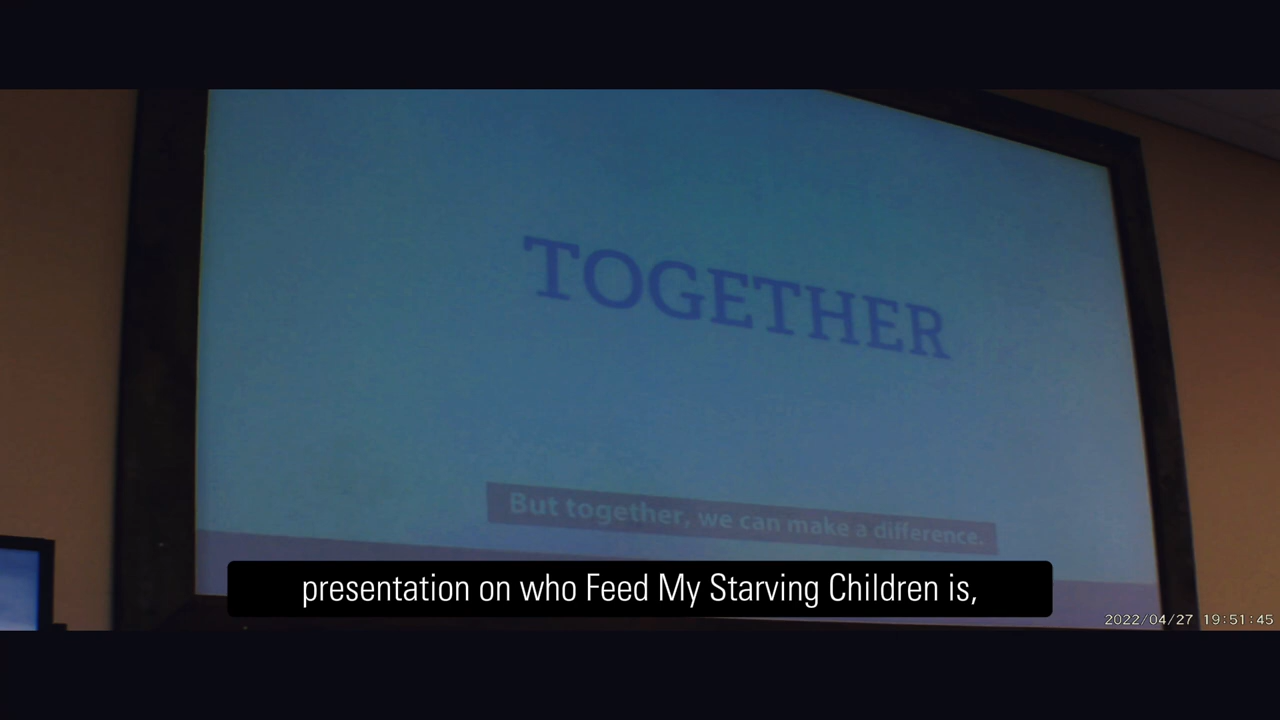 TOGETHER
But together, we can make a difference.
presentation on who Feed My Starving Children is,
2022/04/27 19:51:45